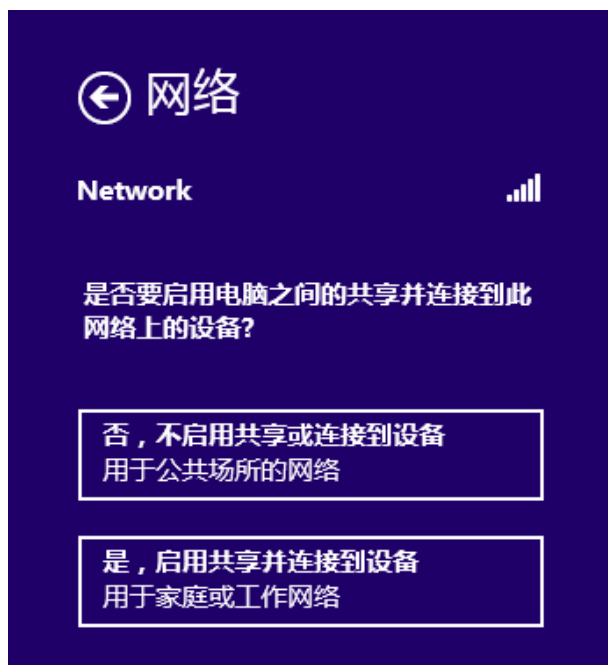 网络
Network
是否要启用电脑之间的共享并连接到此
网络上的设备?
否，不启用共享或连接到设备
用于公共场所的网络
是，启用共享并连接到设备
用于家庭或工作网络